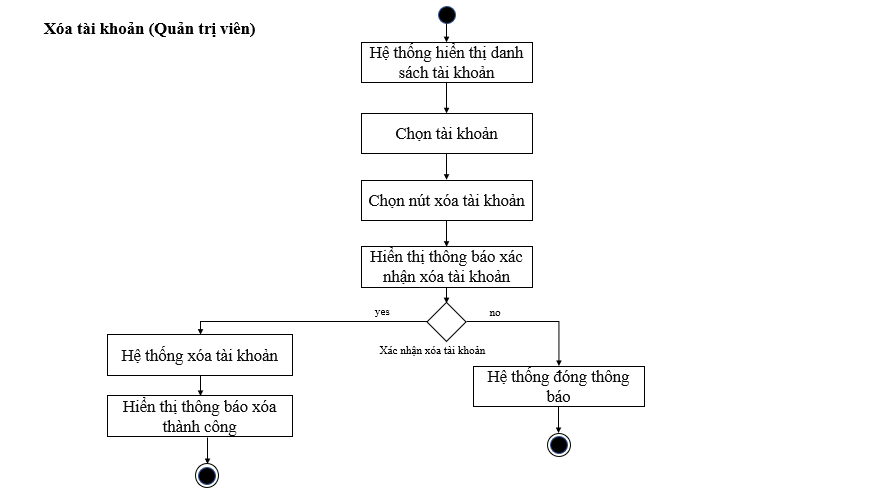 Xóa tài khoản (Quản trị viên)
Hệ thống hiển thị danh
sách tài khoản
Chọn tài khoản
Chọn nút xóa tài khoản
Hiển thị thông báo xác
nhận xóa tài khoản
yes
no
Xác nhận xóa tài khoản
Hệ thống xóa tài khoản
Hệ thống đóng thông
báo
Hiển thị thông báo xóa
thành công